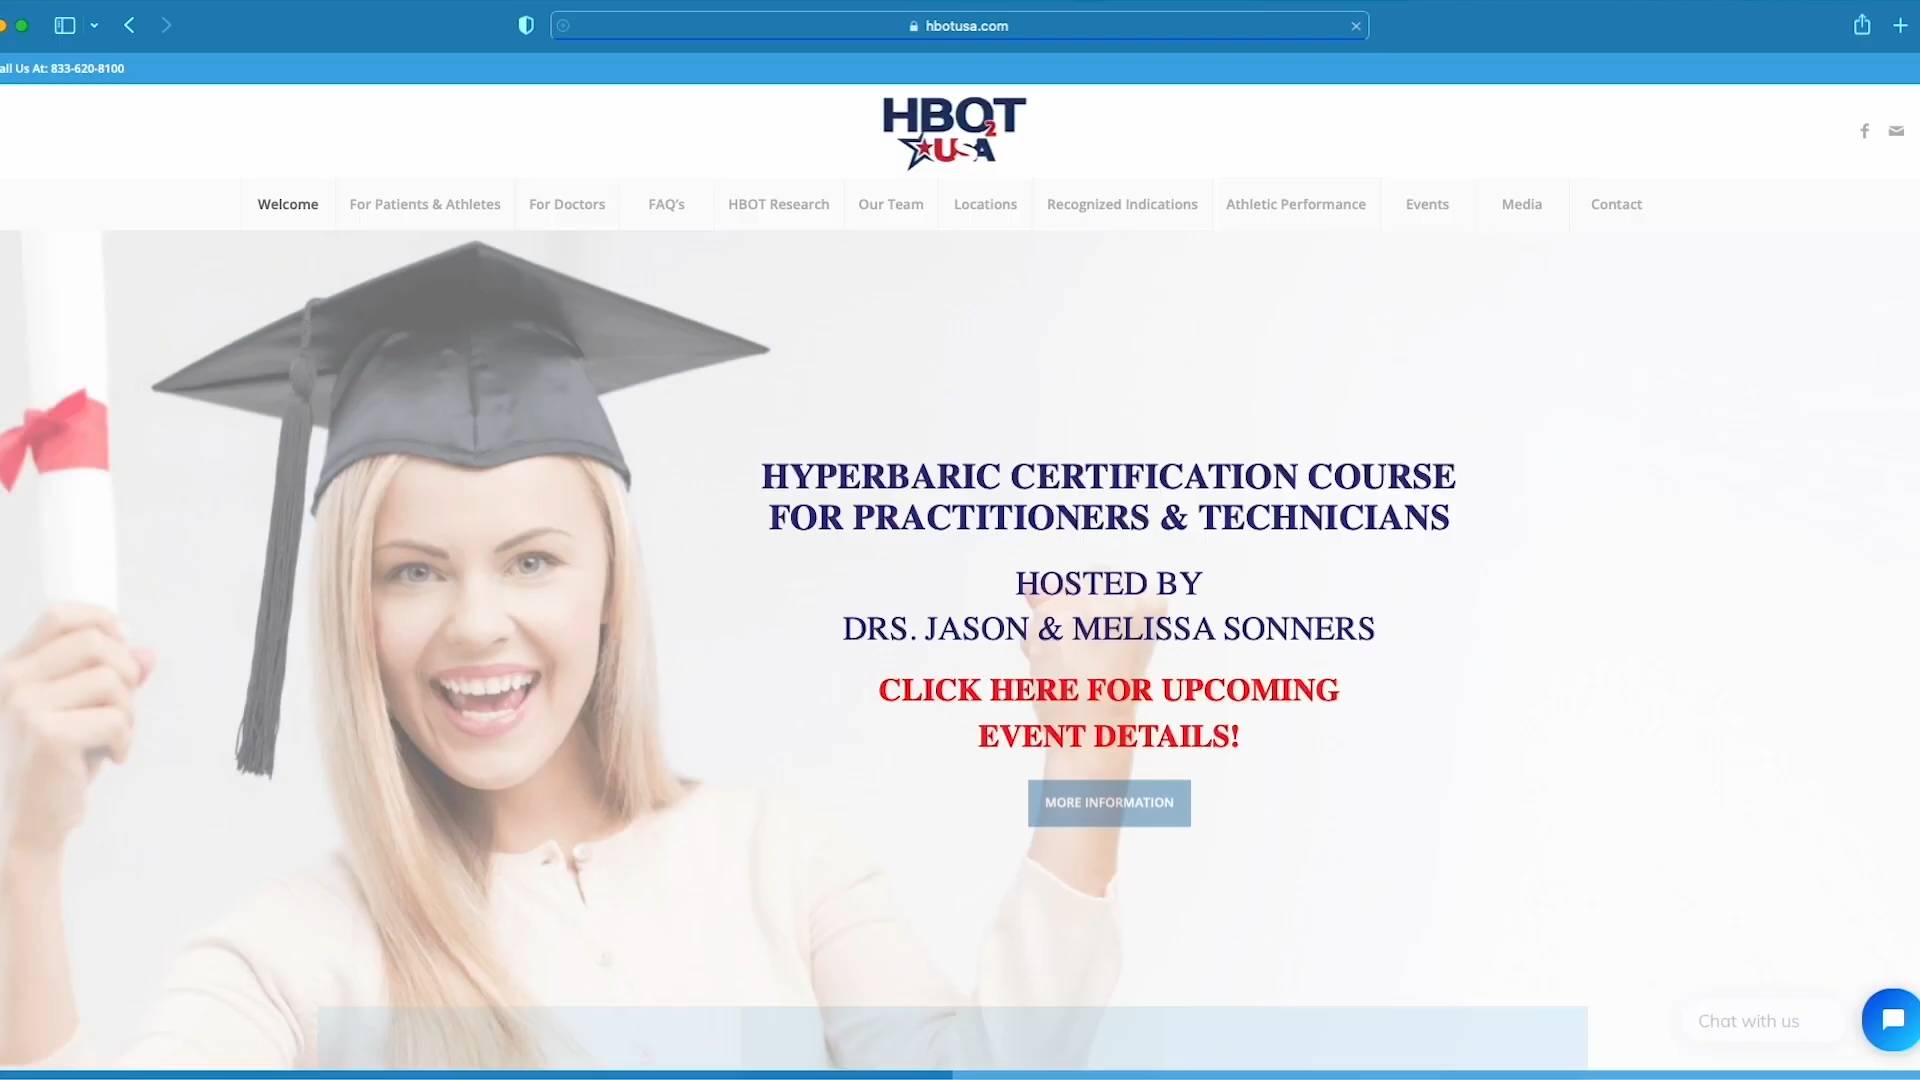 hbotusa.com
all Us At: 833-620-8100
HBO2T
USA
Welcome
For Patients & Athletes
For Doctors
FAQ's
HBOT Research
Our Team
Locations
Recognized Indications
Athletic Performance
Events
Media
Contact
HYPERBARIC CERTIFICATION COURSE
FOR PRACTITIONERS & TECHNICIANS
HOSTED BY
DRS. JASON & MELISSA SONNERS
CLICK HERE FOR UPCOMING
EVENT DETAILS!
MORE INFORMATION
Chat with us